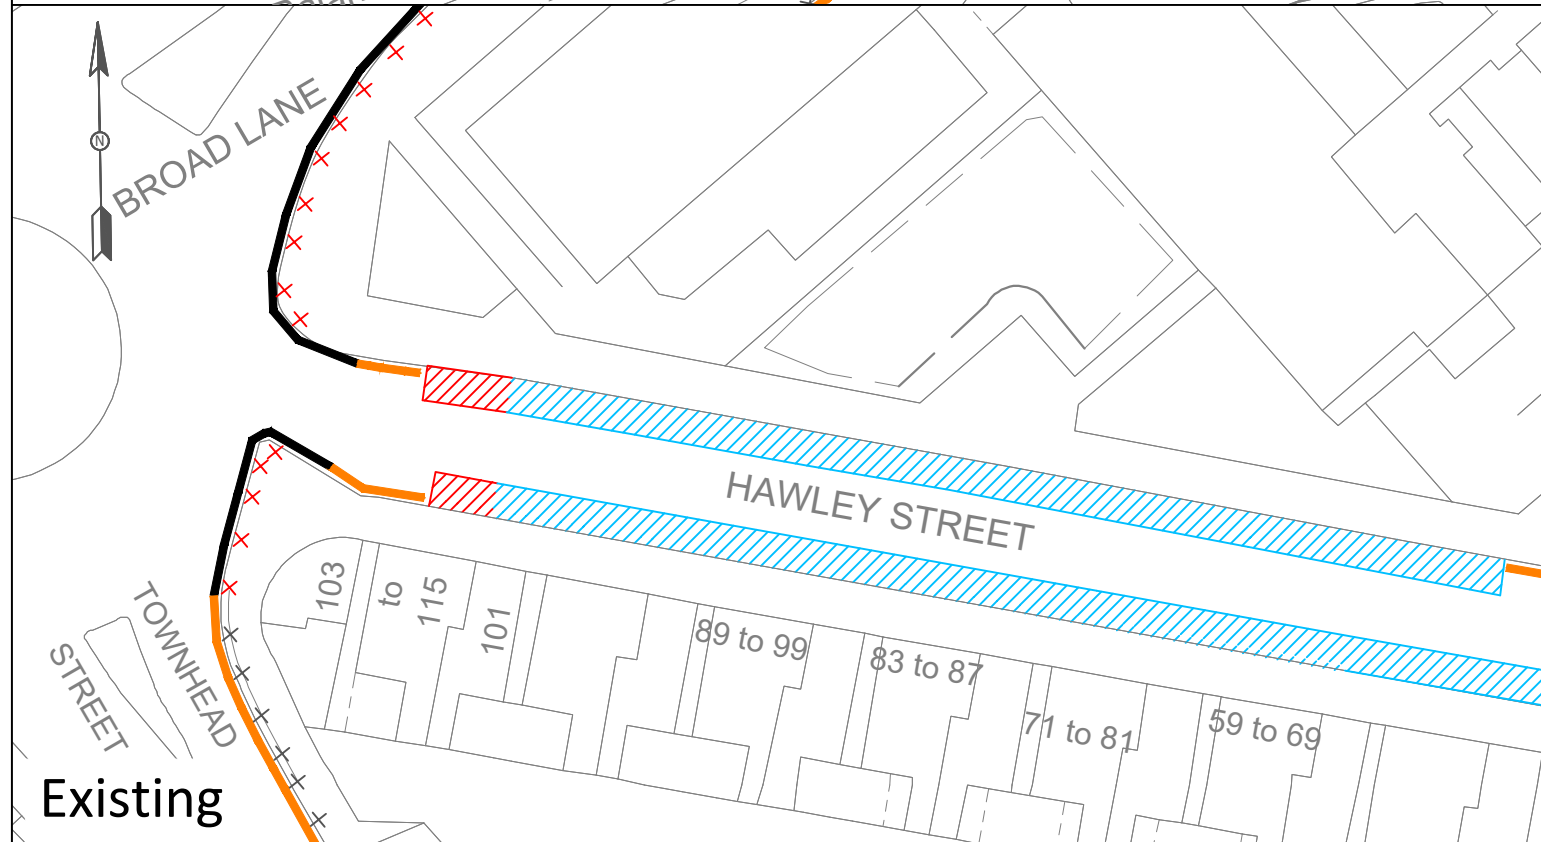 N
BROAD LANE
HAWLEY STREET
103
to
115
101
89 to 99
83 to 87
71 to 81
59 to 69
TOWNHEAD
STREET
Existing